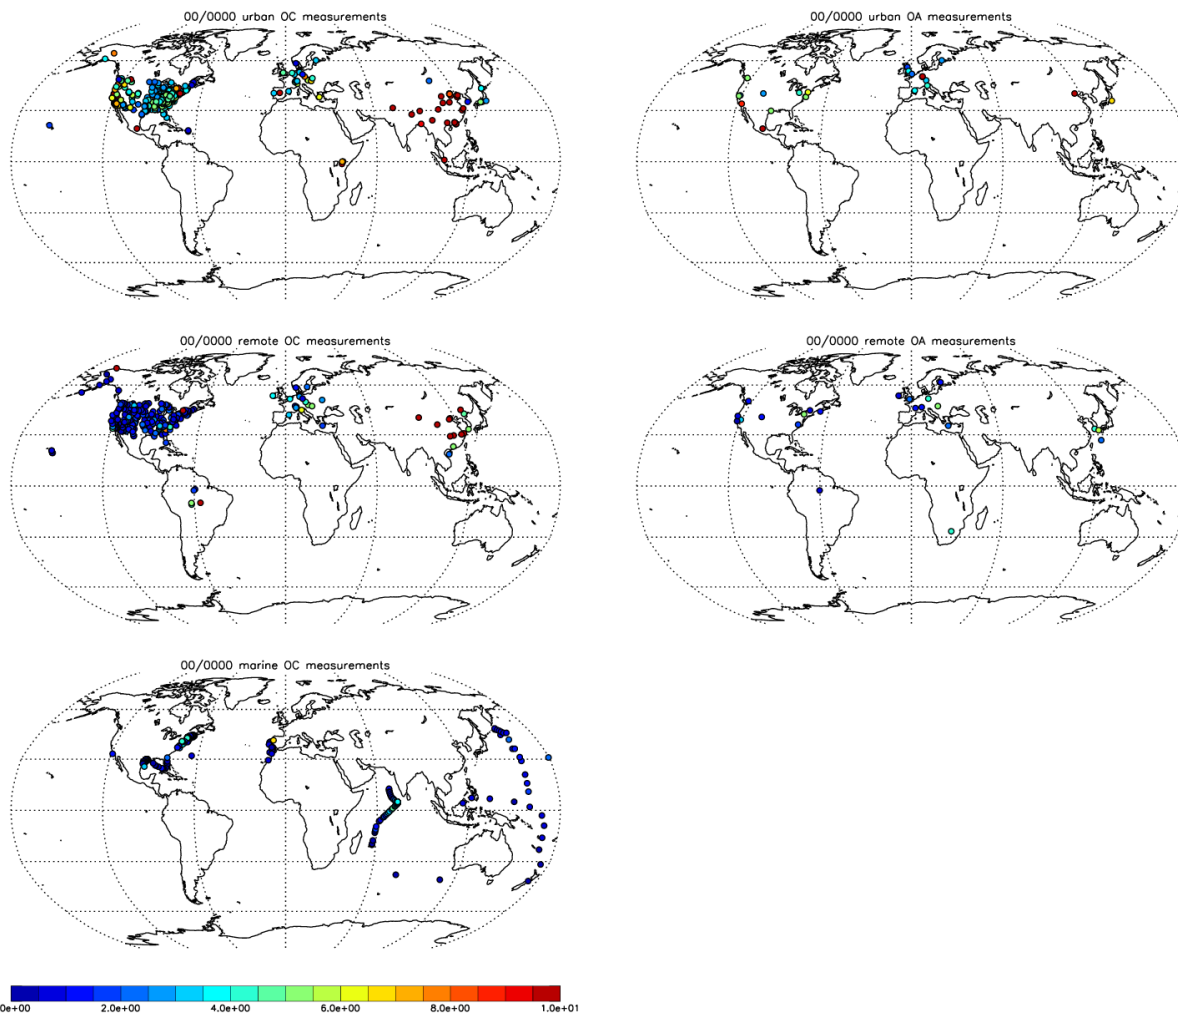 00/0000 urban OC measurements
00/0000 urban OA measurements
00/0000 remote OC measurements
00/0000 remote OA measurements
00/0000 marine OC measurements
0e+00 2.0e+00 4.0e+00 6.0e+00 8.0e+00 1.0e+01